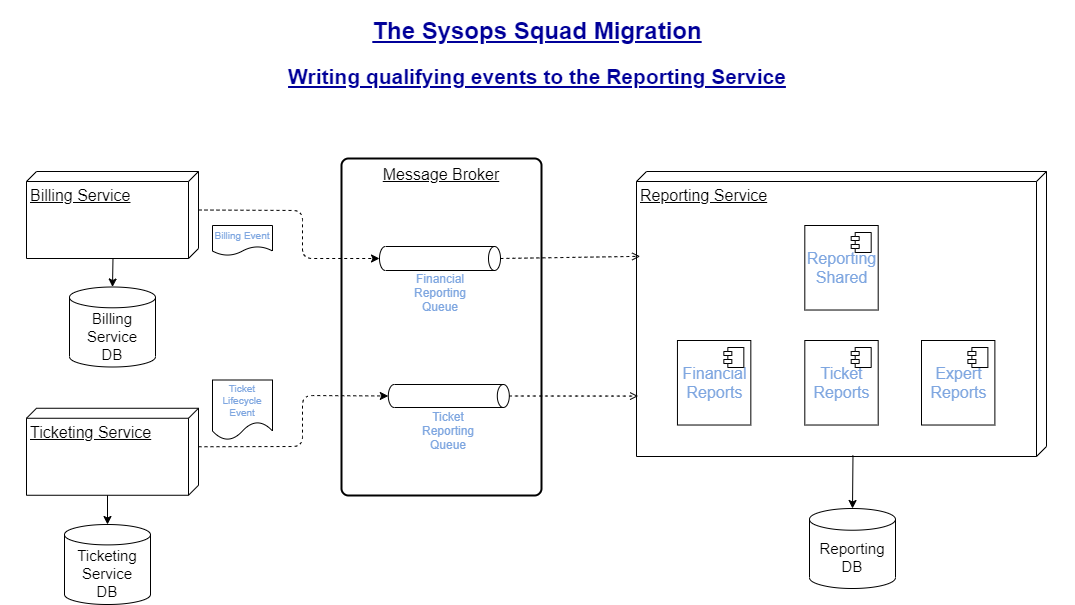 The Sysops Squad Migration
Writing qualifying events to the Reporting Service
Billing Service
Billing Event
Billing
Service
DB
Ticketing Service
Ticket
Lifecycle
Event
Ticketing
Service
DB
Message Broker
Financial
Reporting
Queue
Ticket
Reporting
Queue
Reporting Service
Reporting
Shared
Financial
Reports
Ticket
Reports
Expert
Reports
Reporting
DB